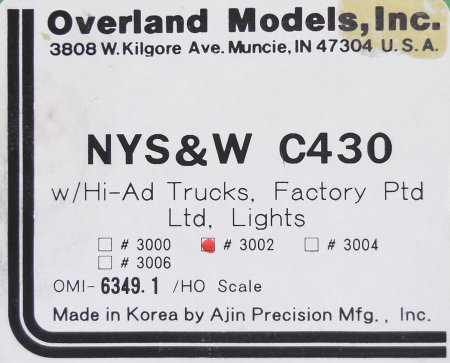 Overland Models, Inc.
3808 W. Kilgore Ave. Muncie, IN 47304 U. S. A.
NYS&W C430
w/Hi-Ad Trucks, Factory Ptd
Ltd, Lights
# 3000 # 3002 # 3004
# 3006
OMI- 6349. 1 /HO Scale
Made in Korea by Ajin Precision Mfg. , Inc.